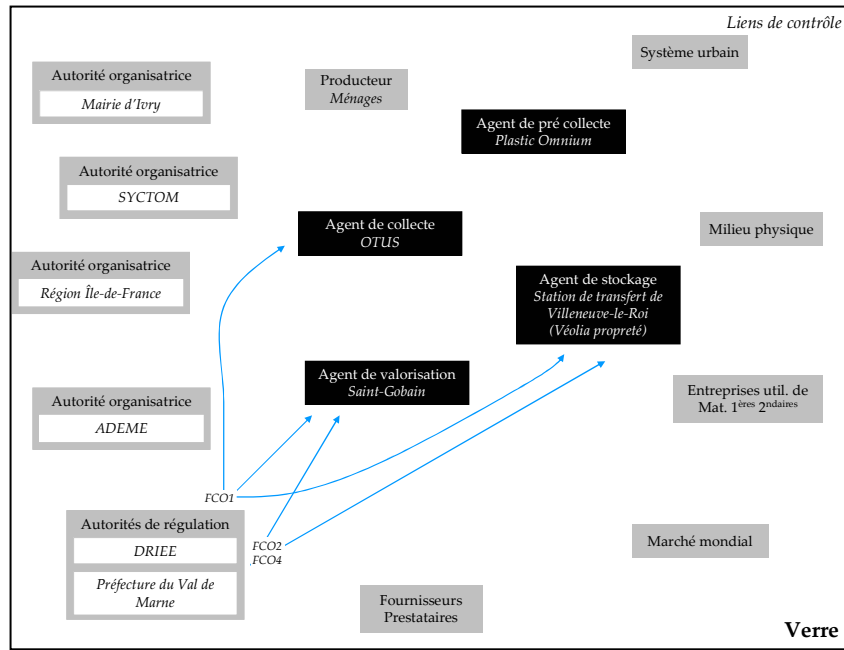 Liens de contrôle
Système urbain
Autorité organisatrice
Mairie d'Ivry
Producteur
Ménages
Agent de pré collecte
Plastic Omnium
Autorité organisatrice
SYCTOM
Agent de collecte
OTUS
Milieu physique
Autorité organisatrice
Région Île-de-France
Agent de stockage
Station de transfert de
Villeneuve-le-Roi
(Véolia propreté)
Agent de valorisation
Saint-Gobain
Entreprises util. de
Mat. 1ères 2ndaires
Autorité organisatrice
ADEME
FCO1
Autorités de régulation
DRIEE
Préfecture du Val de
Marne
FCO2
FCO4
Marché mondial
Fournisseurs
Prestataires
Verre